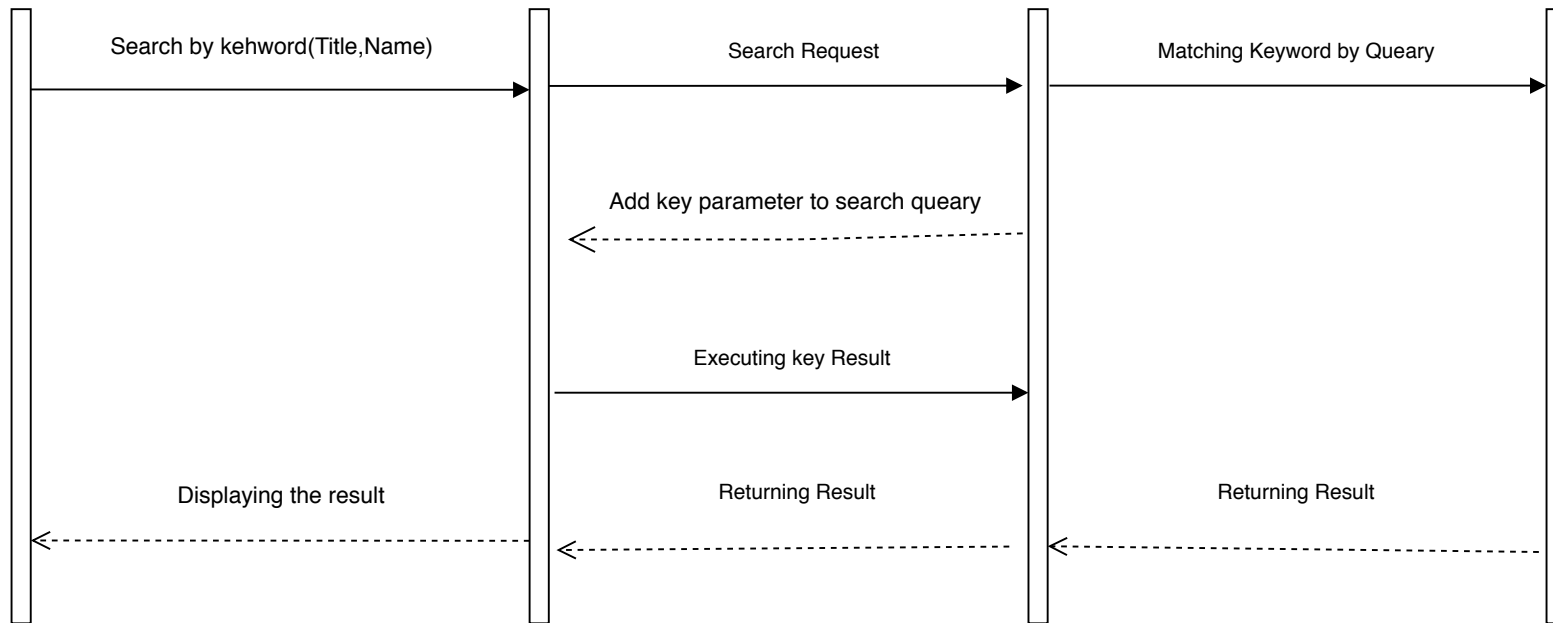 Search by kehword(Title,Name)
Search Request
Matching Keyword by Queary
Add key parameter to search queary
Executing key Result
Displaying the result
Returning Result
Returning Result